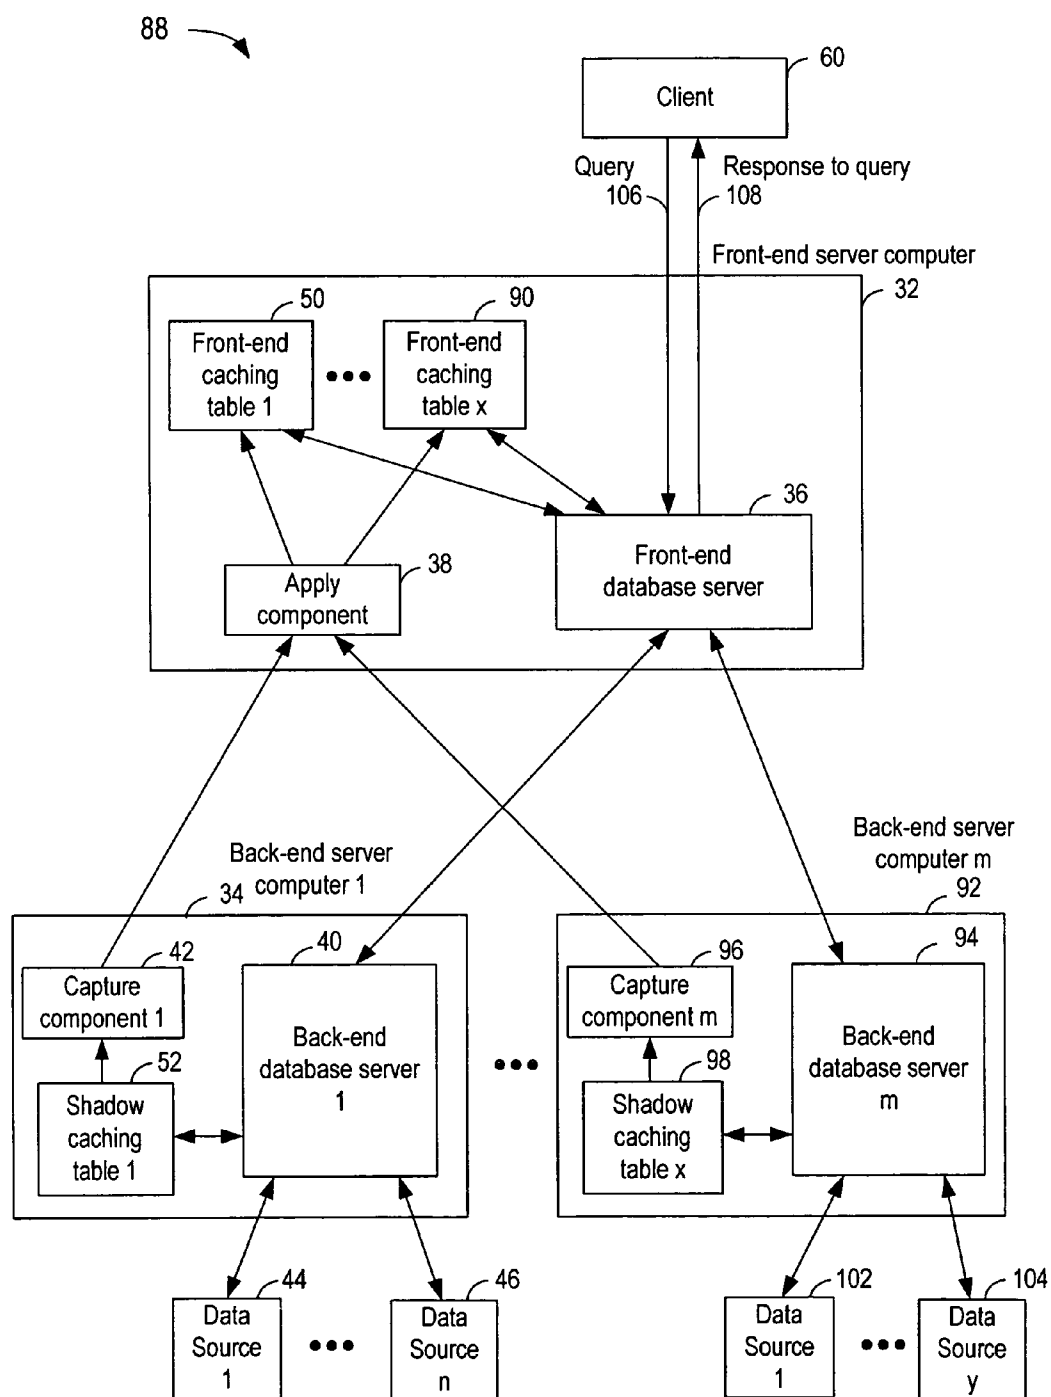 88
60
Client
Query
106
Response to query
108
Front-end server computer
32
50
Front-end
caching
table 1
90
Front-end
caching
table x
36
Front-end
database server
38
Apply
component
Back-end server
computer 1
34
Back-end server
computer m
92
42
Capture
component 1
40
Back-end
database server
1
52
Shadow
caching
table 1
96
Capture
component m
94
Back-end
database server
m
98
Shadow
caching
table x
44
Data
Source
1
46
Data
Source
n
102
Data
Source
1
104
Data
Source
y